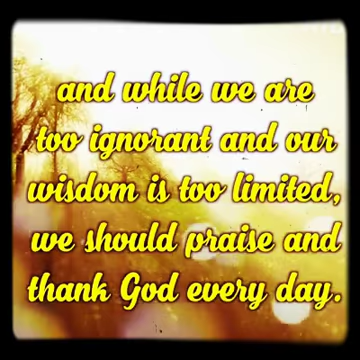 and while we are
too ignorant and our
wisdom is too limited,
we should praise and
thank God every day.